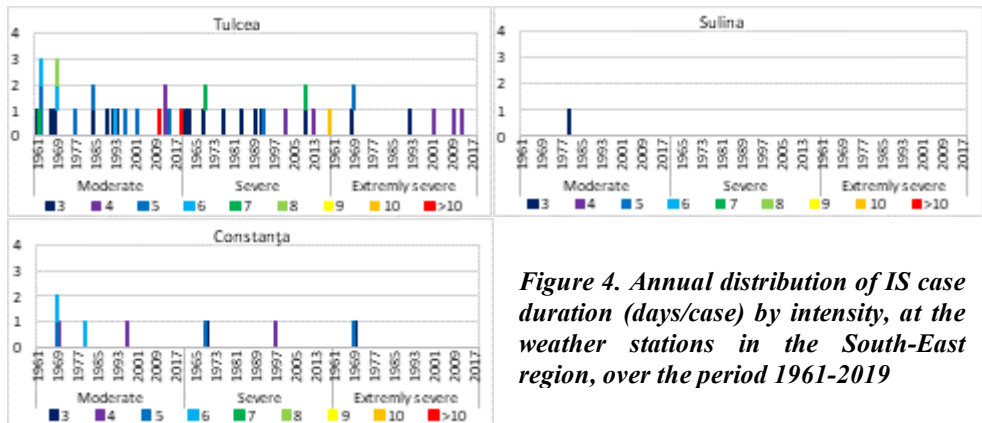 Tulcea
4
3
2
1
0
1961 1969 1977 1985 1993 2001 2009 2017 1965 1973 1981 1989 1997 2005 2013 1961 1969 1977 1985 1993 2001 2009 2017
Moderate Severe Extremly severe
3 4 5 6 7 8 9 10 >10
Sulina
4
3
2
1
0
1961 1969 1977 1985 1993 2001 2009 2017 1965 1973 1981 1989 1997 2005 2013 1961 1969 1977 1985 1993 2001 2009 2017
Moderate Severe Extremly severe
3 4 5 6 7 8 9 10 >10
Constanța
4
3
2
1
0
1961 1969 1977 1985 1993 2001 2009 2017 1965 1973 1981 1989 1997 2005 2013 1961 1969 1977 1985 1993 2001 2009 2017
Moderate Severe Extremly severe
3 4 5 6 7 8 9 10 >10
Figure 4. Annual distribution of IS case
duration (days/case) by intensity, at the
weather stations in the South-East
region, over the period 1961-2019